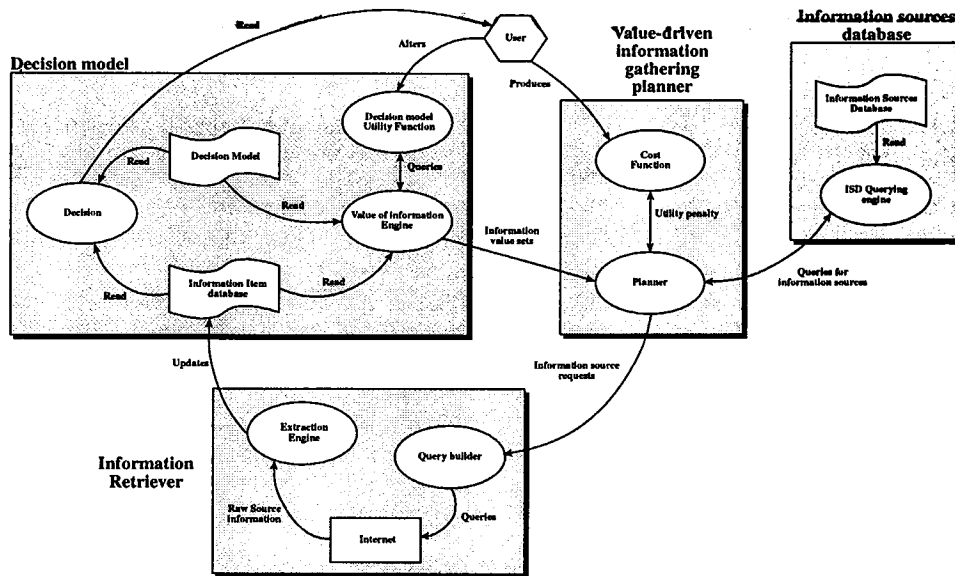 Read
User
Alters
Produces
Decision model
Decision model
Utility Function
Decision Model
Read
Queries
Decision
Read
Value of information
Engine
Information Item
database
Read
Read
Information
value sets
Value-driven
information
gathering
planner
Cost
Function
Utility penalty
Planner
Information sources
database
Information Sources
Database
Read
ISD Querying
engine
Queries for
information sources
Updates
Information source
requests
Information
Retriever
Extraction
Engine
Query builder
Raw Source
information
Queries
Internet